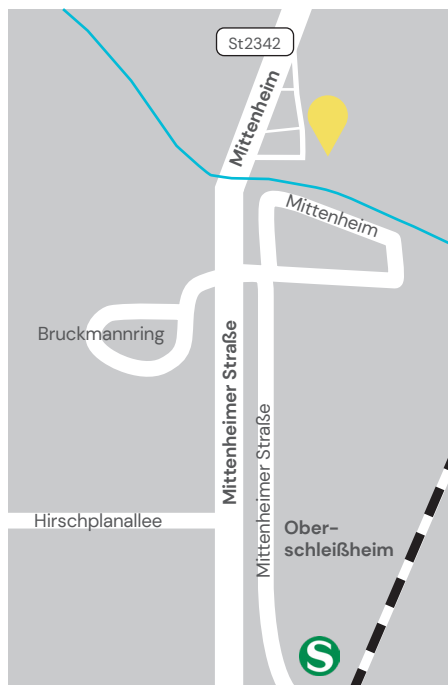 St2342
Mittenheim
Mittenheim
Bruckmannring
Mittenheimer Straße
Mittenheimer Straße
Hirschplanallee
Ober-
schleißheim
S